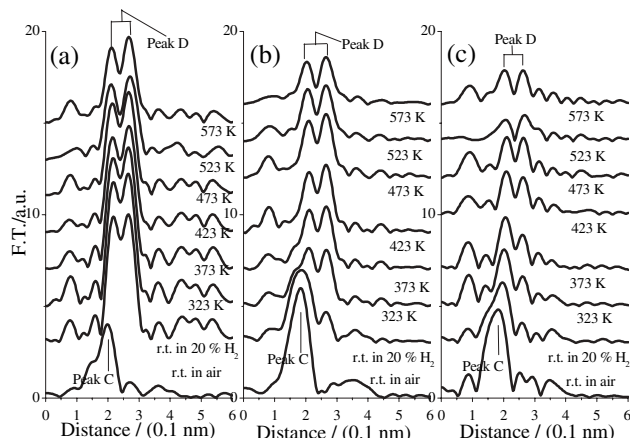 20
(a)
Peak D
573 K
523 K
473 K
423 K
373 K
323 K
r.t. in 20 % H2
r.t. in air
Peak C
10
0
F.T./a.u.
0 1 2 3 4 5 6
Distance / (0.1 nm)
20
(b)
Peak D
573 K
523 K
473 K
423 K
373 K
323 K
r.t. in 20 % H2
r.t. in air
Peak C
10
0
0 1 2 3 4 5 6
Distance / (0.1 nm)
20
(c)
Peak D
573 K
523 K
473 K
423 K
373 K
323 K
r.t. in 20 % H2
r.t. in air
Peak C
10
0
0 1 2 3 4 5 6
Distance / (0.1 nm)